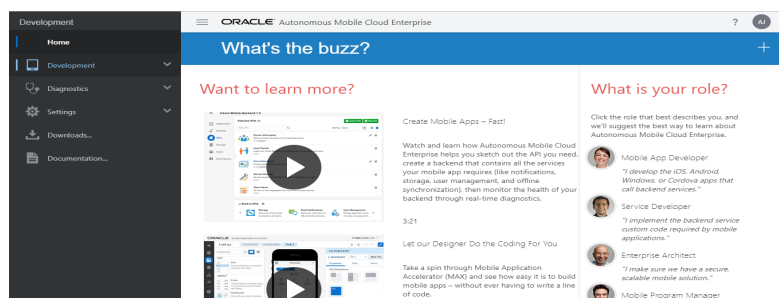 Development
Home
Development
Diagnostics
Settings
Downloads...
Documentation...
ORACLE® Autonomous Mobile Cloud Enterprise
?
AJ
What's the buzz?
Want to learn more?
Create Mobile Apps – Fast!
Watch and learn how Autonomous Mobile Cloud
Enterprise helps you sketch out the API you need,
create a backend that contains all the services
your mobile app requires (like notifications,
storage, user management, and offline
synchronization), then monitor the health of your
backend through real-time diagnostics.
3:21
Let our Designer Do the Coding For You
Take a spin through Mobile Application
Accelerator (MAX) and see how easy it is to build
mobile apps – without ever having to write a line
of code.
What is your role?
Click the role that best describes you, and
we'll suggest the best way to learn about
Autonomous Mobile Cloud Enterprise.
Mobile App Developer
"I develop the iOS, Android,
Windows, or Cordova apps that
call backend services."
Service Developer
"I implement the backend service
custom code required by mobile
applications."
Enterprise Architect
"I make sure we have a secure,
scalable mobile solution."
Mobile Program Manager